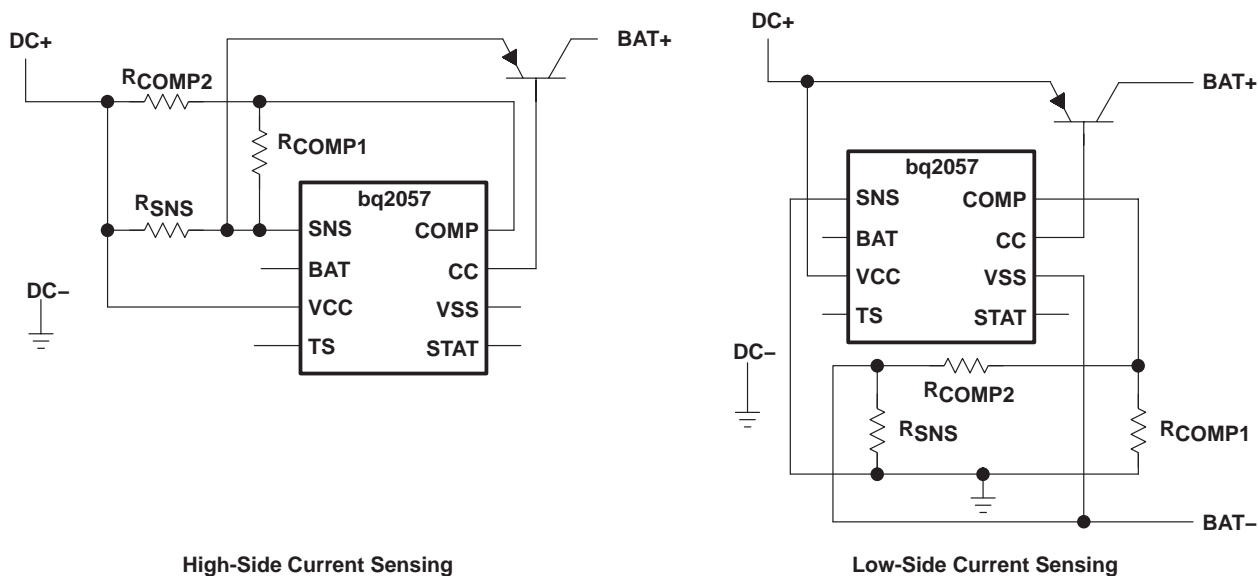 DC+
BAT+
RCOMP2
RCOMP1
bq2057
RSNS
SNS
COMP
BAT
CC
DC–
VCC
VSS
TS
STAT
High-Side Current Sensing
DC+
BAT+
bq2057
SNS
COMP
BAT
CC
VCC
VSS
TS
STAT
DC–
RCOMP2
RSNS
RCOMP1
BAT–
Low-Side Current Sensing